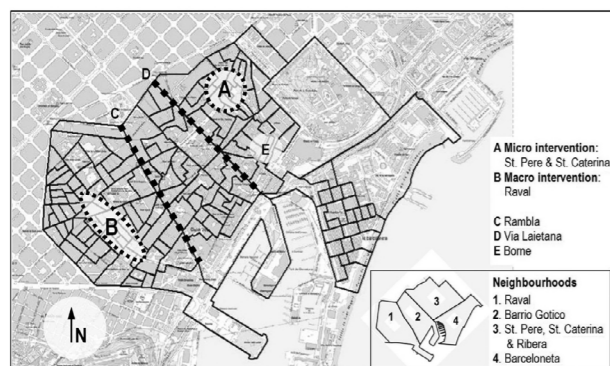 D
A
C
E
B
N
A Micro intervention:
St. Pere & St. Caterina
B Macro intervention:
Raval
C Rambla
D Via Laietana
E Borne
Neighbourhoods
1. Raval
2. Barrio Gotico
3. St. Pere, St. Caterina
& Ribera
4. Barceloneta
1
2
3
4